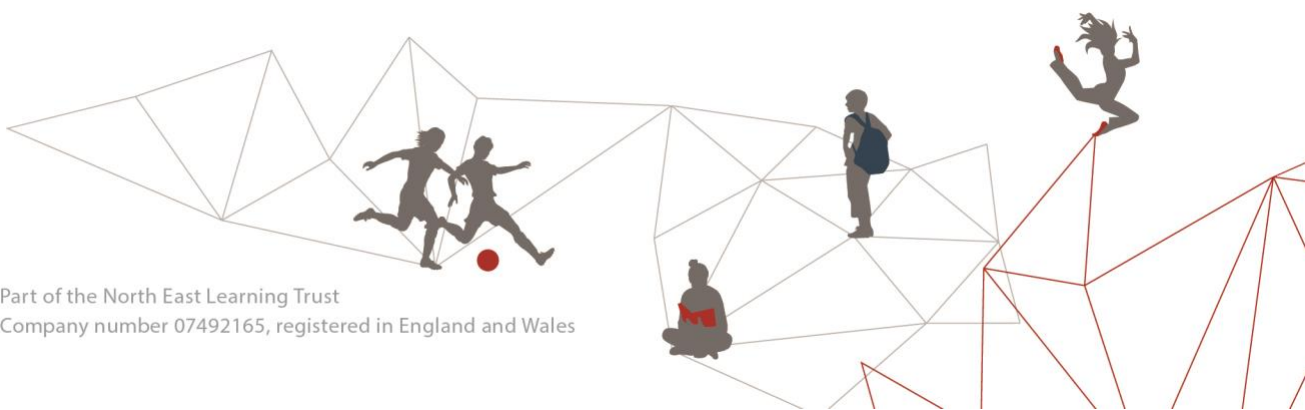 Part of the North East Learning Trust
Company number 07492165, registered in England and Wales